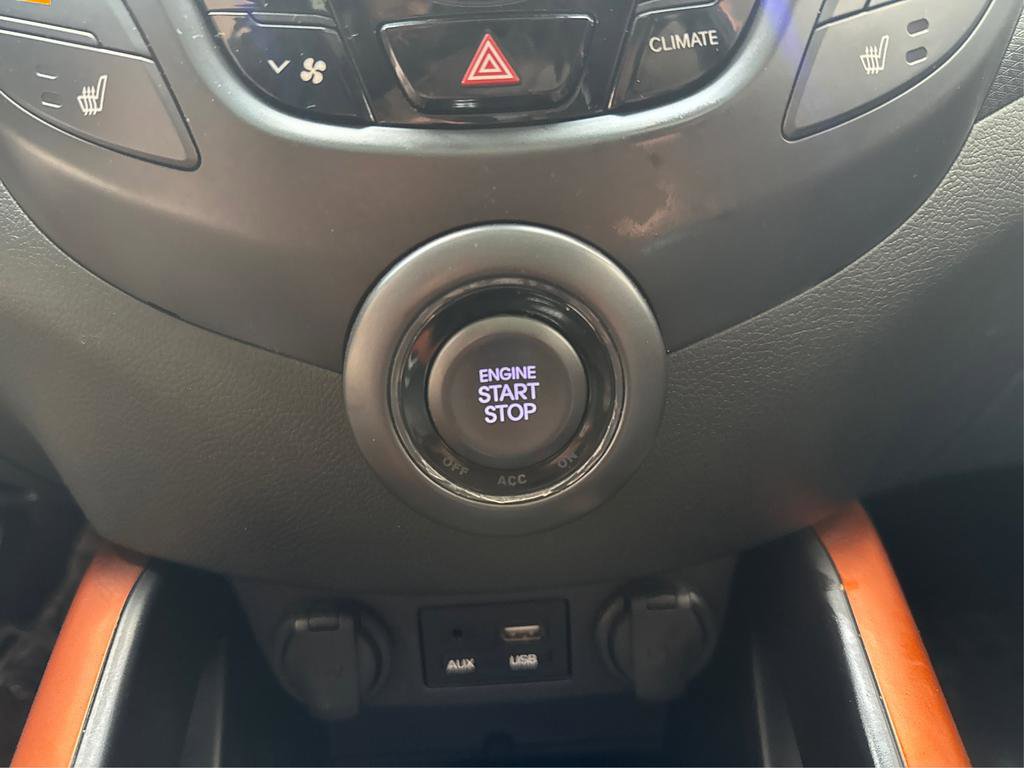 CLIMATE
ENGINE
START
STOP
OFF ACC ON
AUX USB